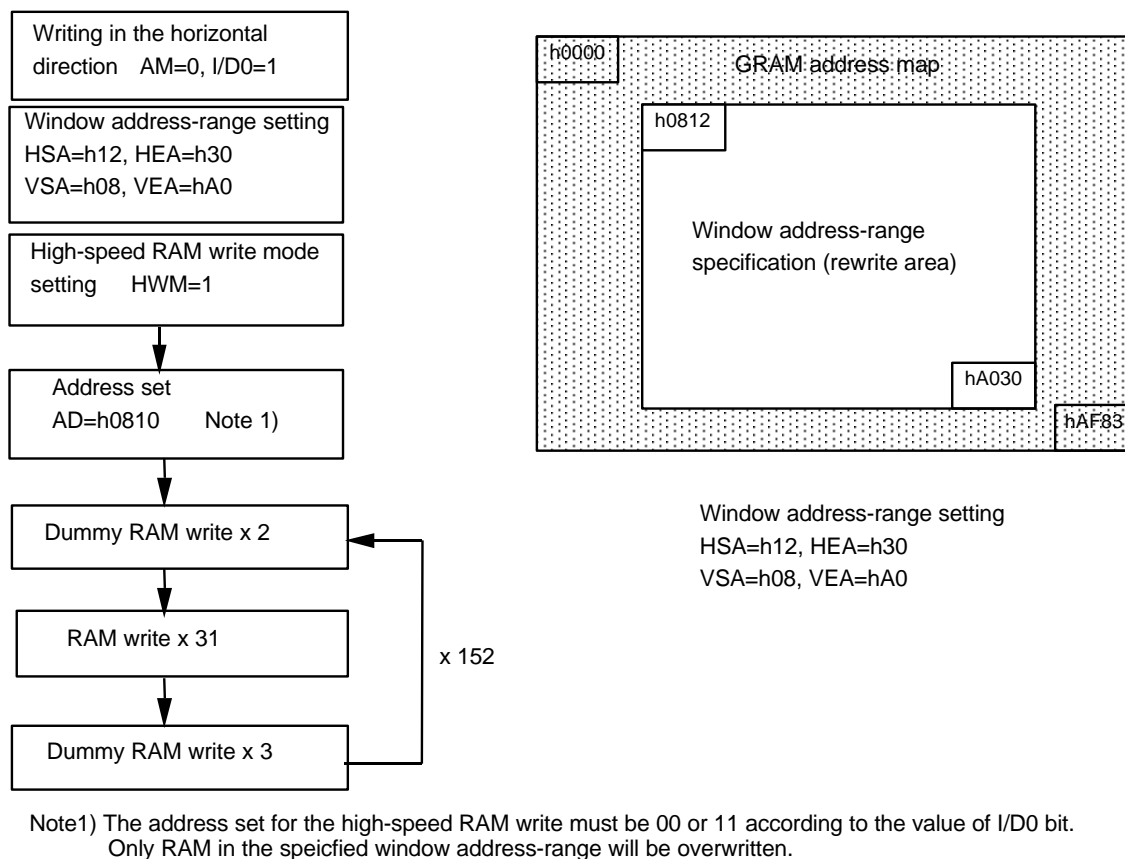 Writing in the horizontal
direction AM=0, I/D0=1
Window address-range setting
HSA=h12, HEA=h30
VSA=h08, VEA=hA0
High-speed RAM write mode
setting HWM=1
Address set
AD=h0810 Note 1)
Dummy RAM write x 2
RAM write x 31
Dummy RAM write x 3
x 152
h0000
GRAM address map
h0812
Window address-range
specification (rewrite area)
hA030
hAF83
Window address-range setting
HSA=h12, HEA=h30
VSA=h08, VEA=hA0
Note1) The address set for the high-speed RAM write must be 00 or 11 according to the value of I/D0 bit.
Only RAM in the speicfied window address-range will be overwritten.